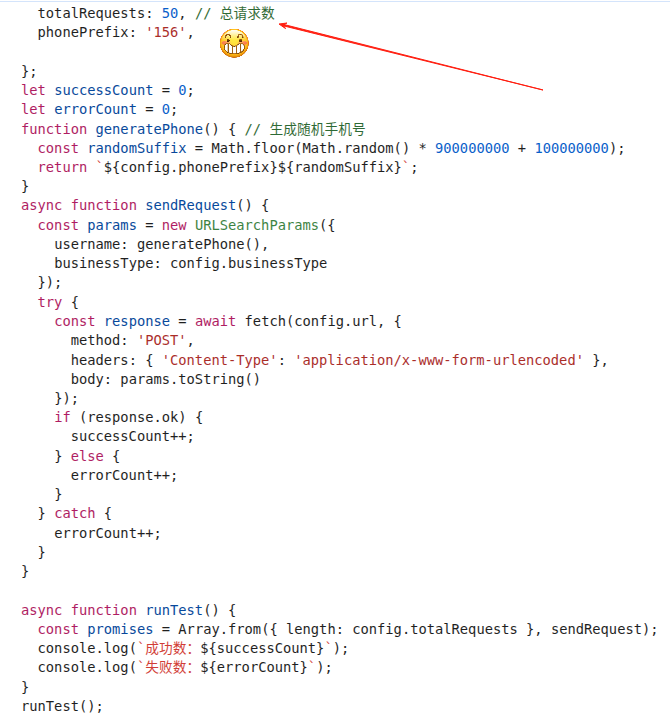 totalRequests: 50, // 总请求数
phonePrefix: '156',
};
let successCount = 0;
let errorCount = 0;
function generatePhone() { // 生成随机手机号
const randomSuffix = Math.floor(Math.random() * 900000000 + 100000000);
return `${config.phonePrefix}${randomSuffix}`;
}
async function sendRequest() {
const params = new URLSearchParams({
username: generatePhone(),
businessType: config.businessType
});
try {
const response = await fetch(config.url, {
method: 'POST',
headers: { 'Content-Type': 'application/x-www-form-urlencoded' },
body: params.toString()
});
if (response.ok) {
successCount++;
} else {
errorCount++;
}
} catch {
errorCount++;
}
}
async function runTest() {
const promises = Array.from({ length: config.totalRequests }, sendRequest);
console.log(`成功数: ${successCount}`);
console.log(`失败数: ${errorCount}`);
}
runTest();